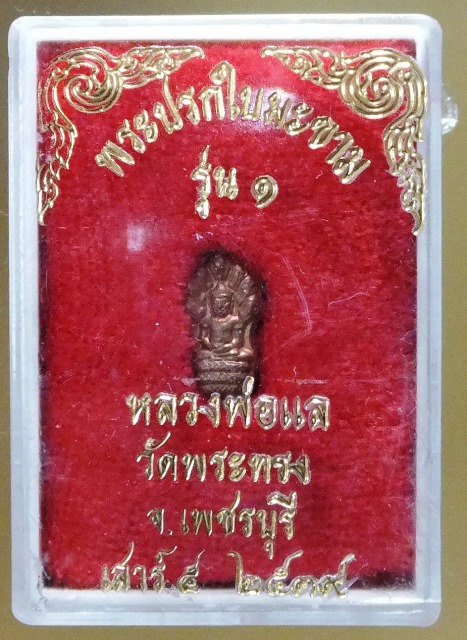 พระปรกใบมะขาม
รุ่น ๑
หลวงพ่อแล
วัดพระทรง
จ.เพชรบุรี
เสาร์ ๕ ๒๕๓๙